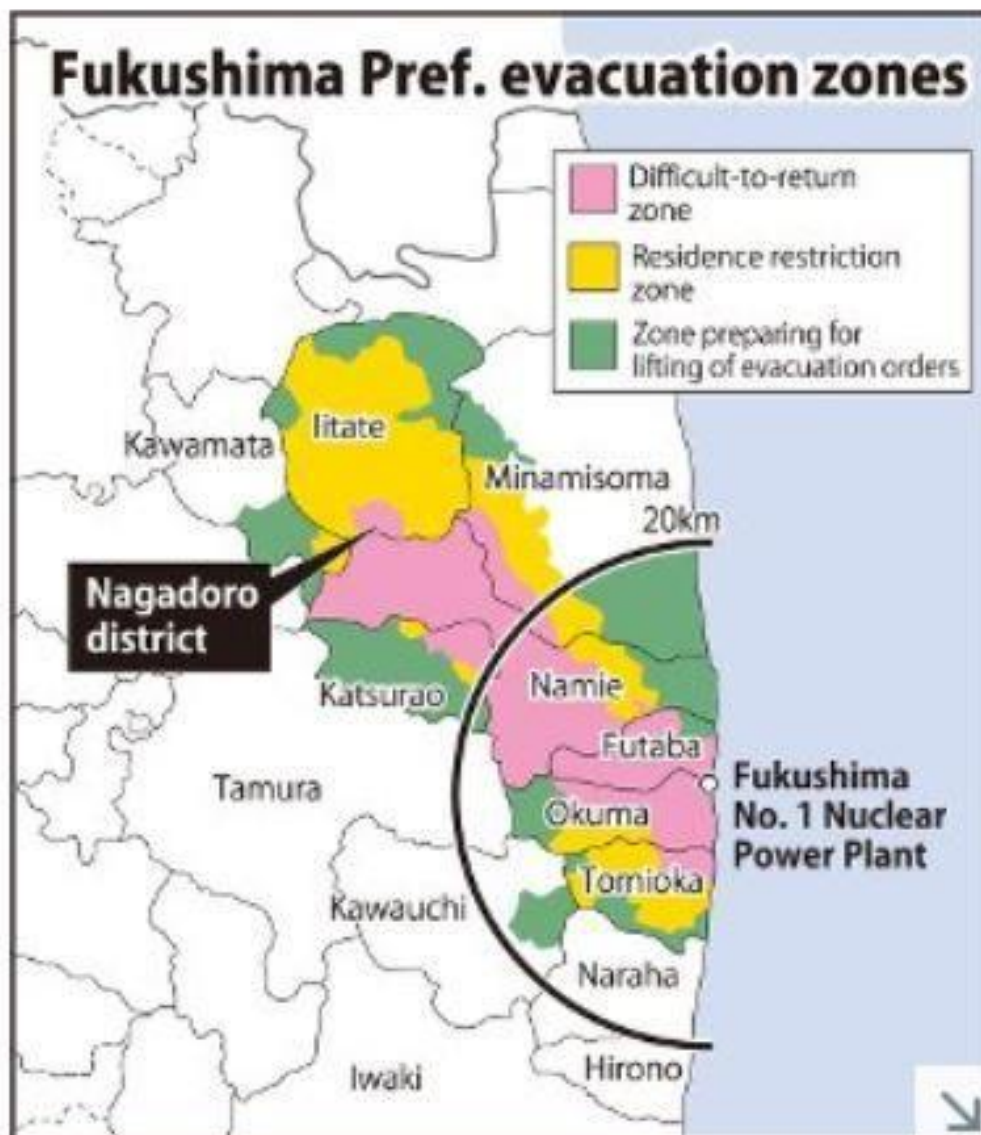 Fukushima Pref. evacuation zones
Difficult-to-return
zone
Residence restriction
zone
Zone preparing for
lifting of evacuation orders
Iitate
Kawamata
Minamisoma
20km
Nagadoro
district
Namie
Katsurao
Futaba
Tamura
Okuma
Fukushima
No. 1 Nuclear
Power Plant
Tomioka
Kawauchi
Naraha
Hirono
Iwaki